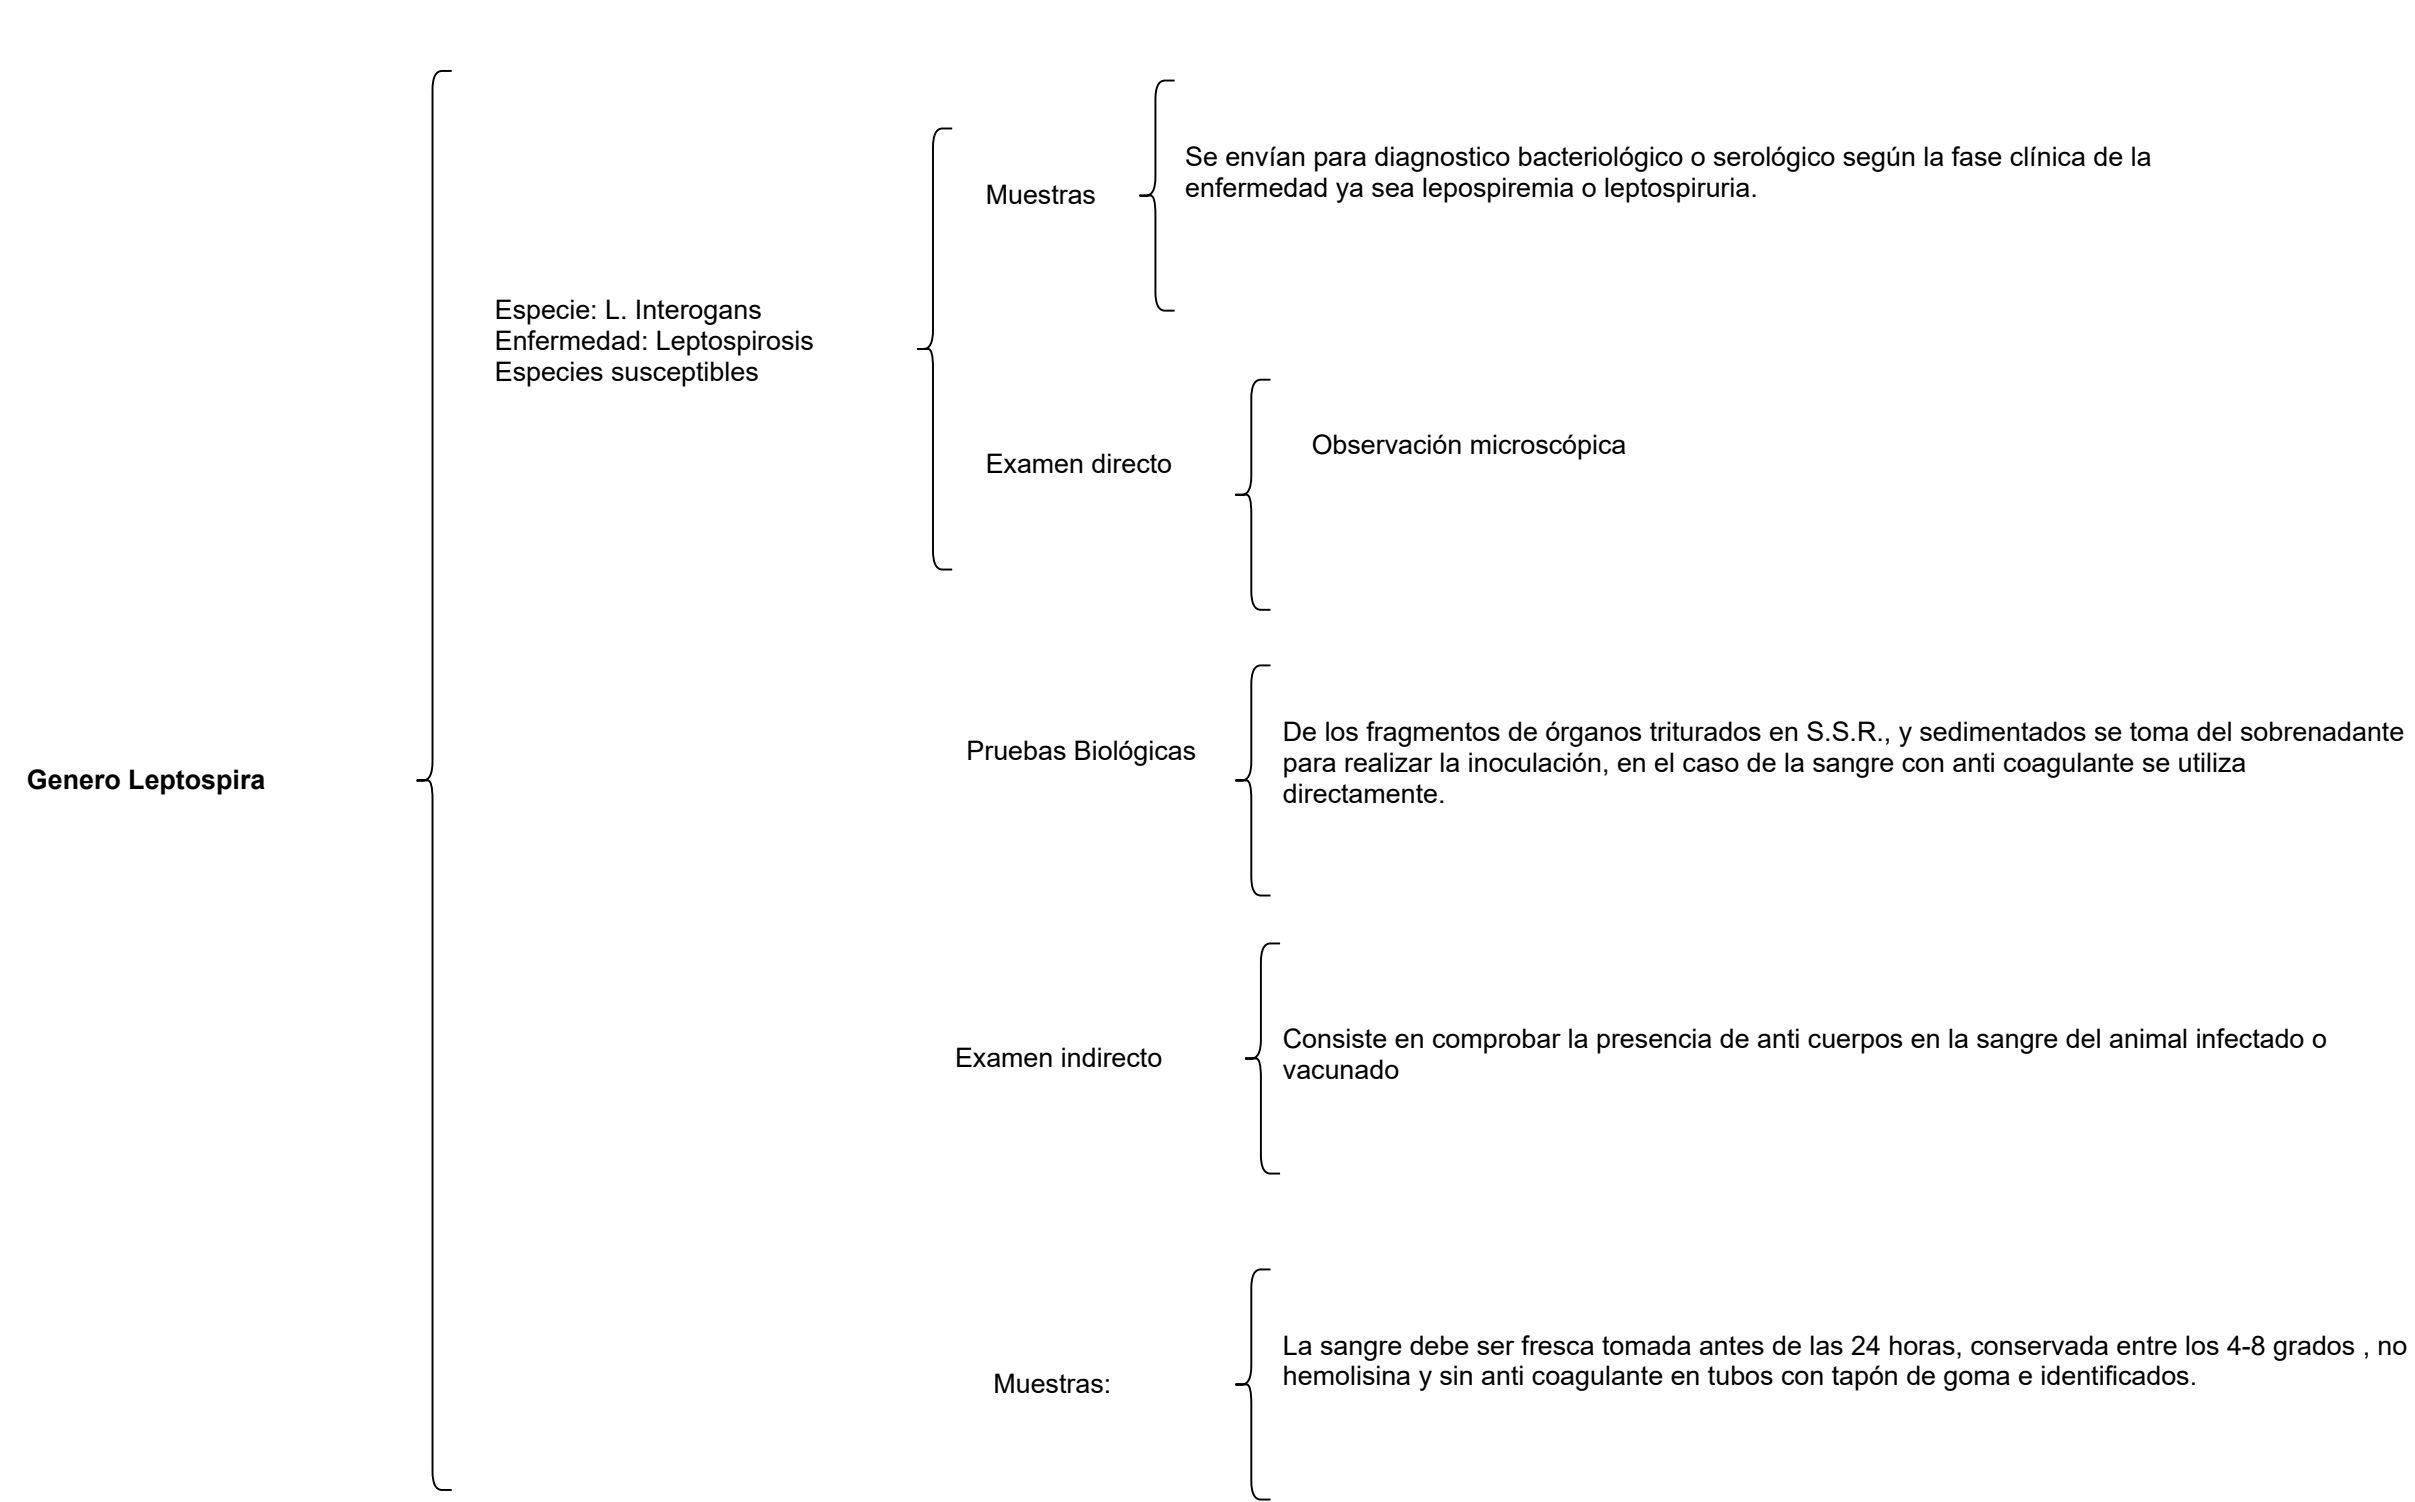 Genero Leptospira
Especie: L. Interogans
Enfermedad: Leptospirosis
Especies susceptibles
Muestras
Se envían para diagnostico bacteriológico o serológico según la fase clínica de la
enfermedad ya sea lepospiremia o leptospiruria.
Examen directo
Observación microscópica
Pruebas Biológicas
De los fragmentos de órganos triturados en S.S.R., y sedimentados se toma del sobrenadante
para realizar la inoculación, en el caso de la sangre con anti coagulante se utiliza
directamente.
Examen indirecto
Consiste en comprobar la presencia de anti cuerpos en la sangre del animal infectado o
vacunado
Muestras:
La sangre debe ser fresca tomada antes de las 24 horas, conservada entre los 4-8 grados , no
hemolisina y sin anti coagulante en tubos con tapón de goma e identificados.